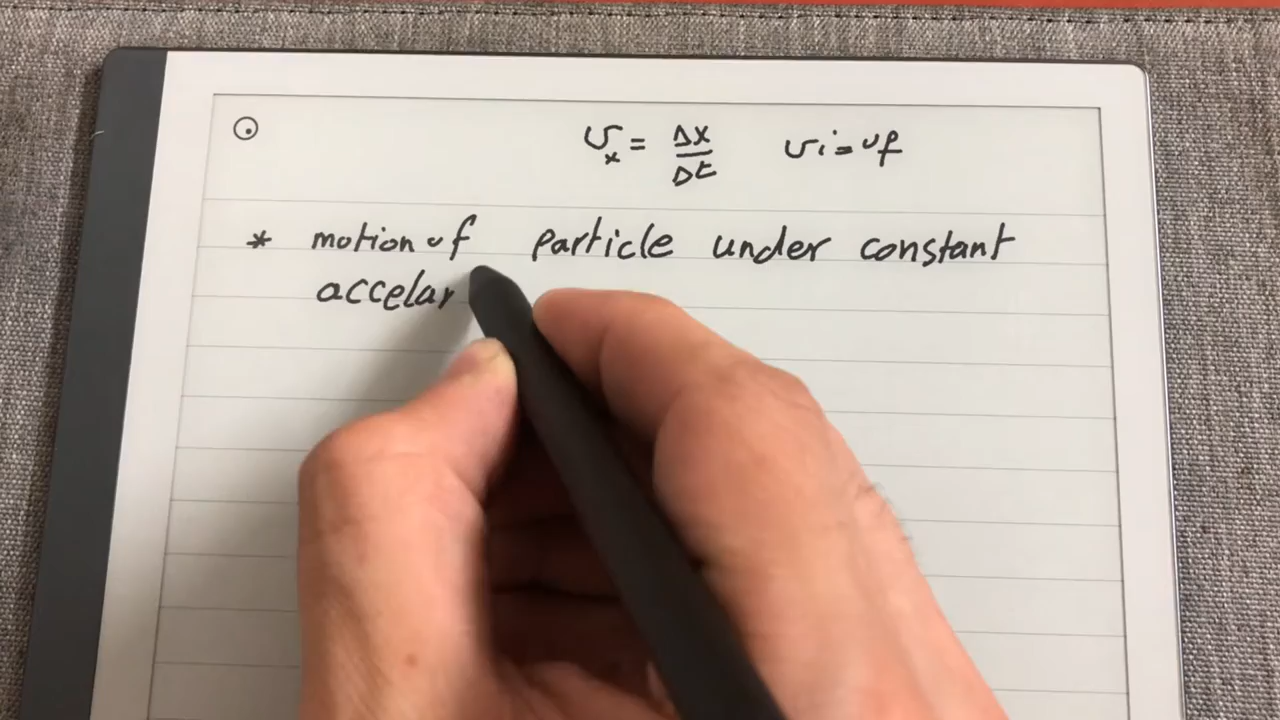 Vx = Δx/Δt    vi = vf
* motion of particle under constant
accelar